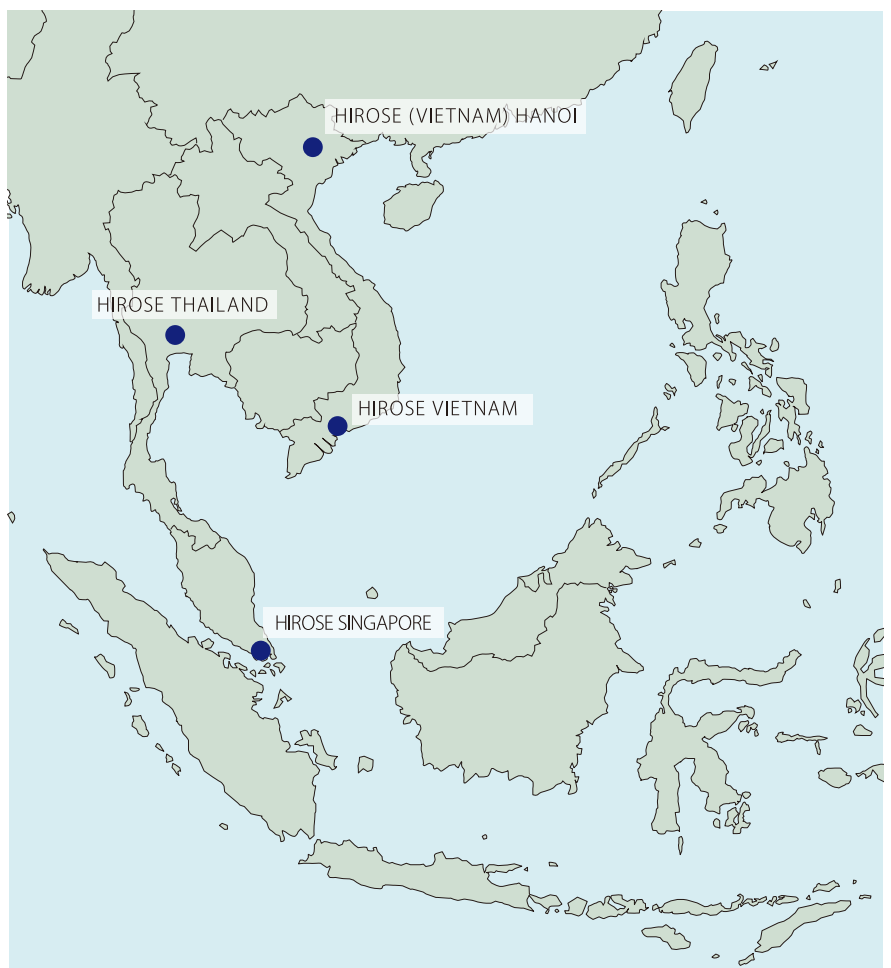 HIROSE (VIETNAM) HANOI
HIROSE THAILAND
HIROSE VIETNAM
HIROSE SINGAPORE